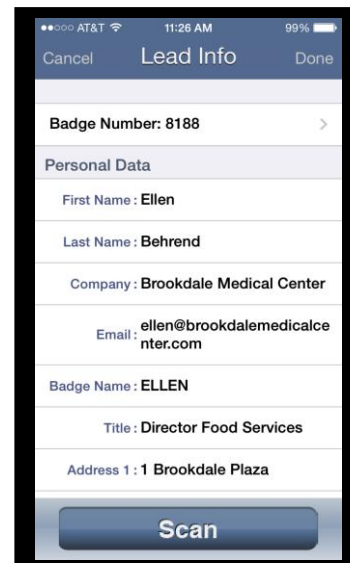 AT&T 11:26 AM 99%
Cancel Lead Info Done
Badge Number: 8188
Personal Data
First Name : Ellen
Last Name : Behrend
Company : Brookdale Medical Center
Email : ellen@brookdalemedicalce
nter.com
Badge Name : ELLEN
Title : Director Food Services
Address 1 : 1 Brookdale Plaza
Scan